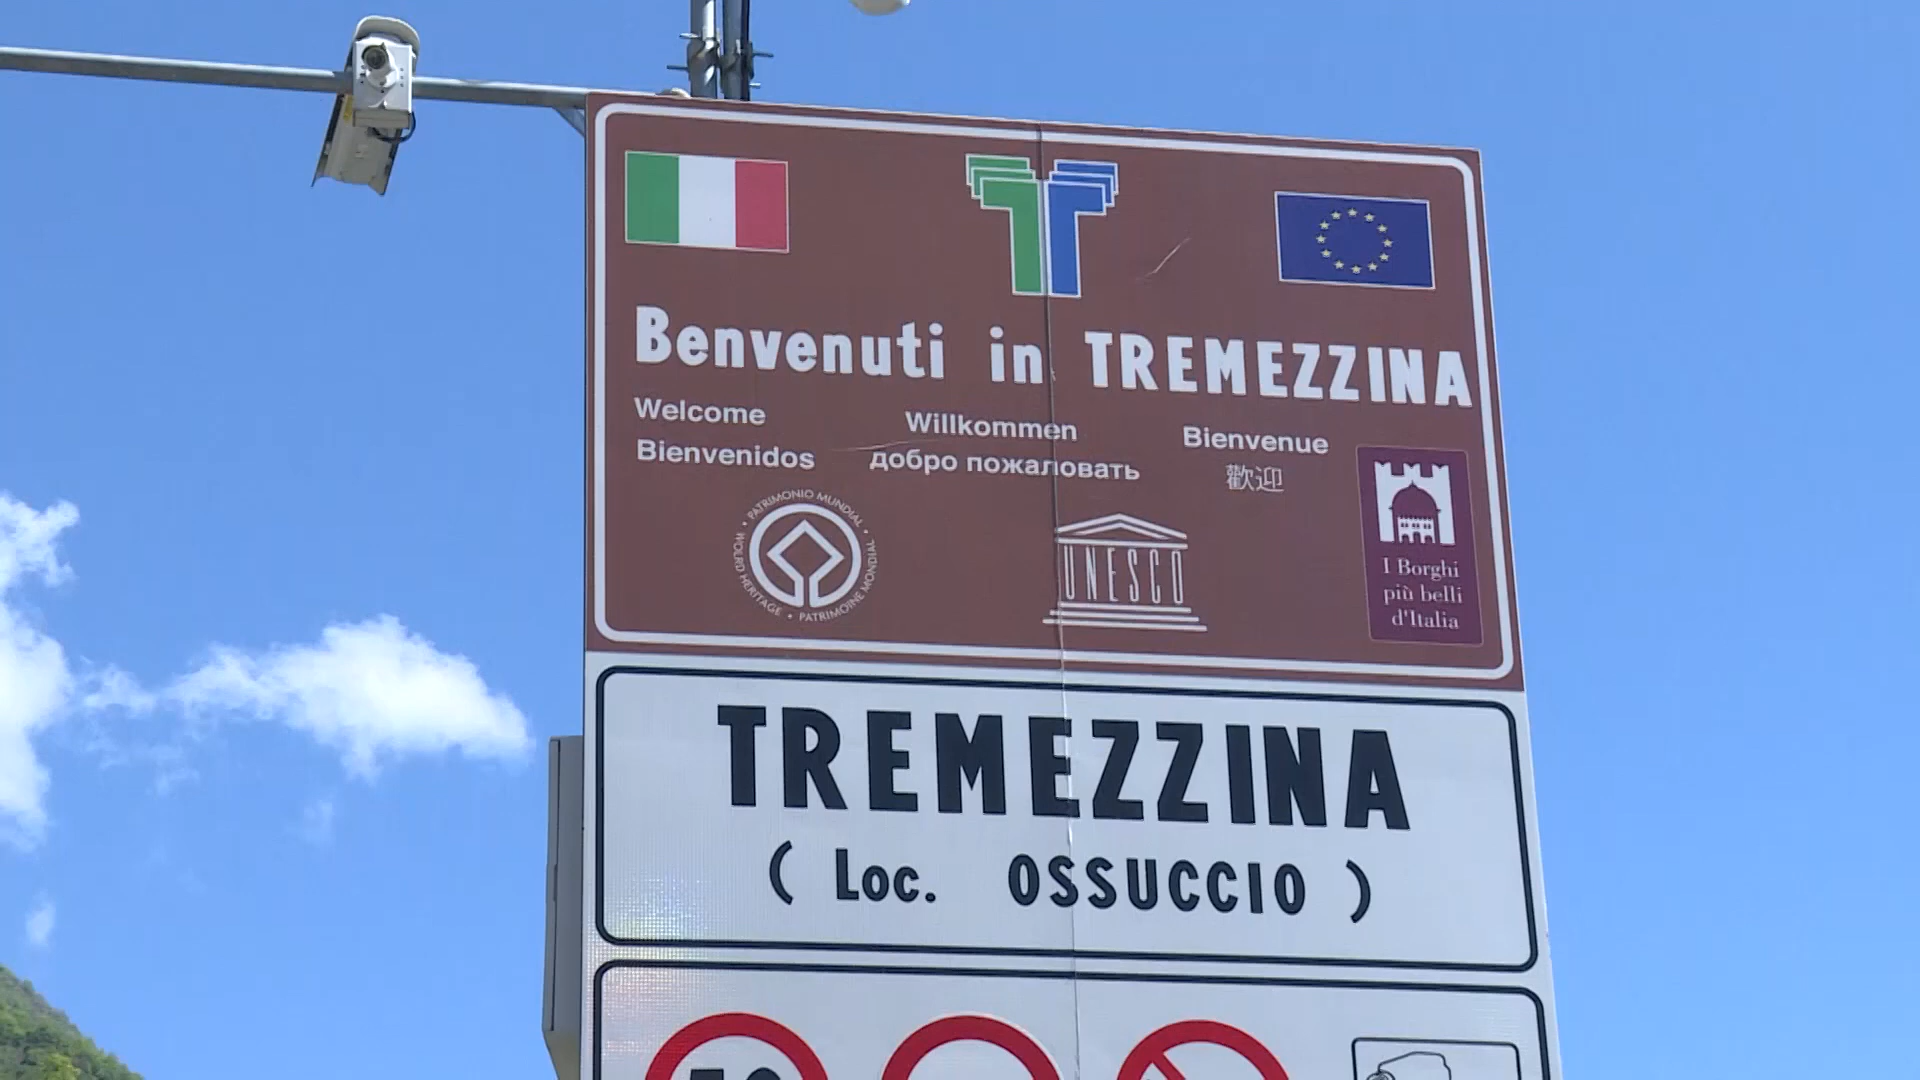 Benvenuti in TREMEZZINA
Welcome Willkommen Bienvenue
Bienvenidos добро пожаловать 歡迎
PATRIMONIO MUNDIAL • WOLRD HERITAGE • PATRIMOINE MONDIAL •
UNESCO
I Borghi
più belli
d'Italia
TREMEZZINA
( Loc. OSSUCCIO )